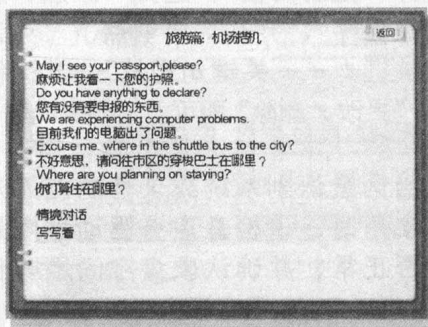 旅游篇：机场搭机
返回
May I see your passport,please?
麻烦让我看一下您的护照。
Do you have anything to declare?
您有没有要申报的东西。
We are experiencing computer problems.
目前我们的电脑出了问题。
Excuse me. where in the shuttle bus to the city?
不好意思，请问往市区的穿梭巴士在哪里？
Where are you planning on staying?
你打算住在哪里？
情境对话
写写看